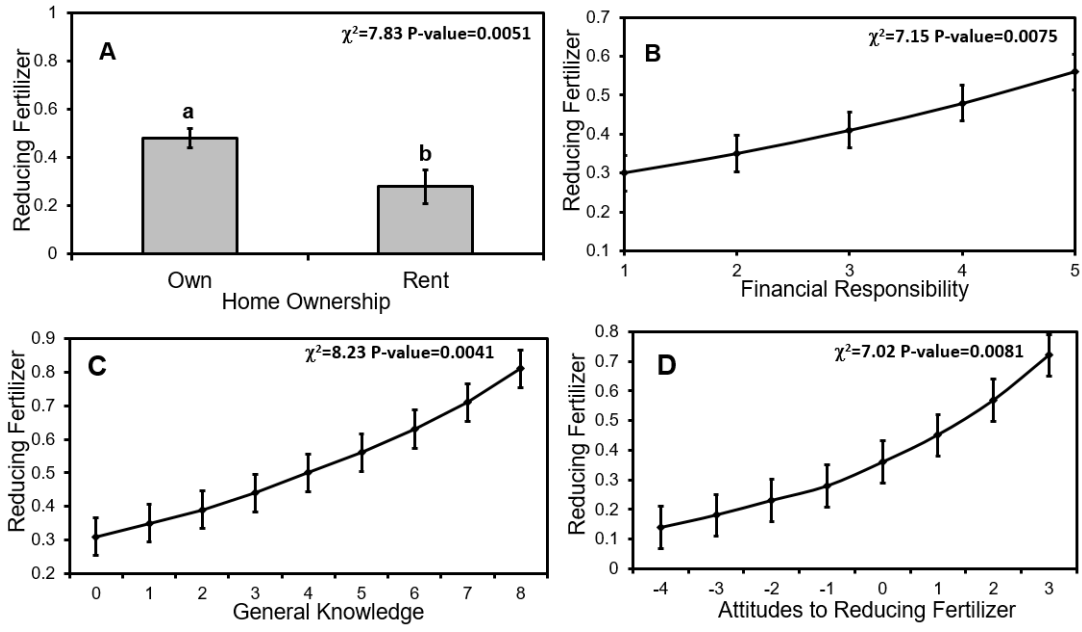 A
χ²=7.83 P-value=0.0051
Reducing Fertilizer
1
0.8
0.6
0.4
0.2
0
a
b
Own
Rent
Home Ownership
B
χ²=7.15 P-value=0.0075
Reducing Fertilizer
0.7
0.6
0.5
0.4
0.3
0.2
0.1
1 2 3 4 5
Financial Responsibility
C
χ²=8.23 P-value=0.0041
Reducing Fertilizer
0.9
0.8
0.7
0.6
0.5
0.4
0.3
0.2
0 1 2 3 4 5 6 7 8
General Knowledge
D
χ²=7.02 P-value=0.0081
Reducing Fertilizer
0.8
0.7
0.6
0.5
0.4
0.3
0.2
0.1
0
-4 -3 -2 -1 0 1 2 3
Attitudes to Reducing Fertilizer